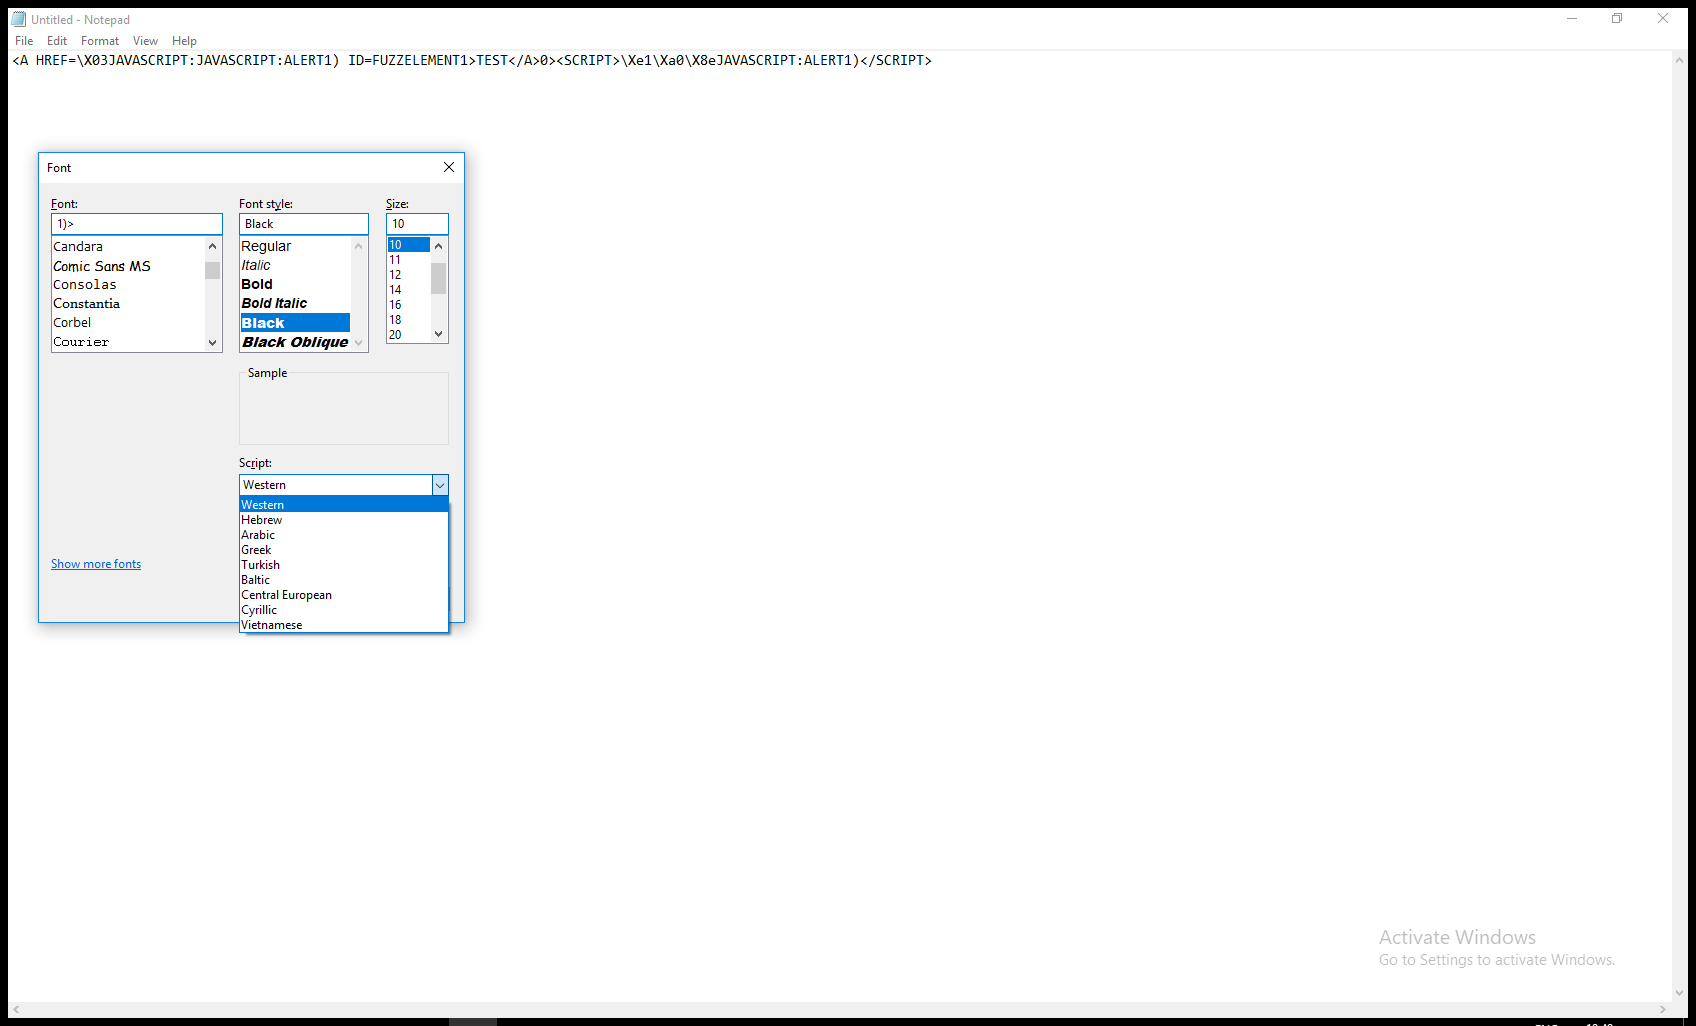 Untitled - Notepad
File Edit Format View Help
<A HREF=\X03JAVASCRIPT:JAVASCRIPT:ALERT1) ID=FUZZELEMENT1>TEST</A>0><SCRIPT>\Xe1\Xa0\X8eJAVASCRIPT:ALERT1)</SCRIPT>
Font
Font:
1)>
Candara
Comic Sans MS
Consolas
Constantia
Corbel
Courier
Font style:
Black
Regular
Italic
Bold
Bold Italic
Black
Black Oblique
Size:
10
10
11
12
14
16
18
20
Sample
Script:
Western
Western
Hebrew
Arabic
Greek
Turkish
Baltic
Central European
Cyrillic
Vietnamese
Show more fonts
Activate Windows
Go to Settings to activate Windows.